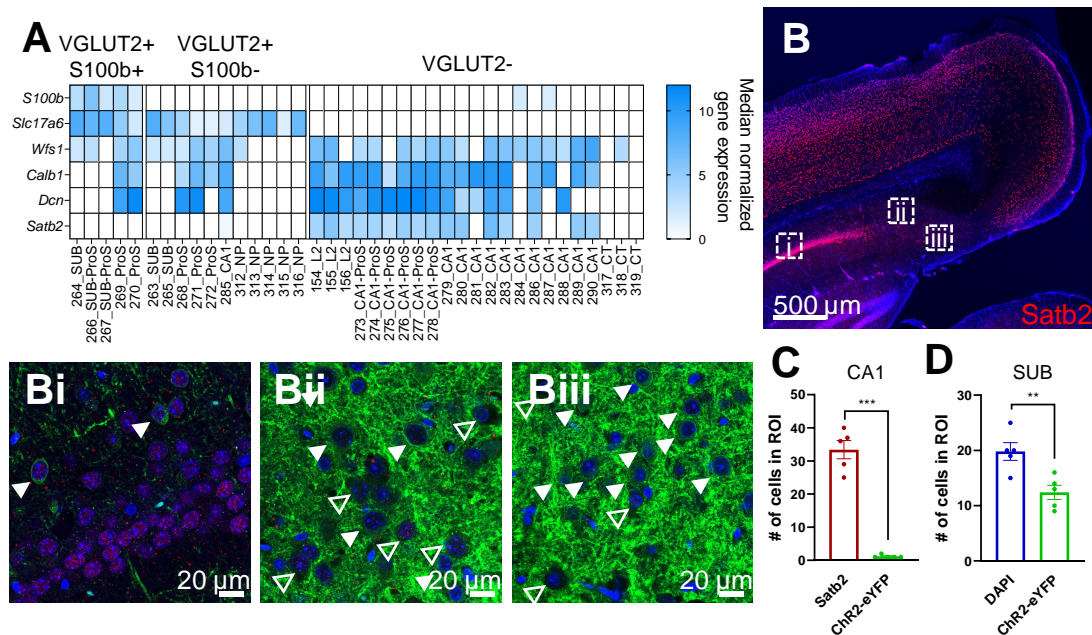 A
VGLUT2+
S100b+
VGLUT2+
S100b-
VGLUT2-
S100b
Slc17a6
Wfs1
Calb1
Dcn
Satb2
264_SUB
266_SUB-ProS
267_SUB-ProS
269_ProS
270_ProS
263_SUB
265_SUB
268_ProS
271_ProS
272_ProS
285_CA1
312_NP
313_NP
314_NP
315_NP
316_NP
154_L2
155_L2
156_L2
273_CA1-ProS
274_CA1-ProS
275_CA1-ProS
276_CA1-ProS
277_CA1-ProS
278_CA1-ProS
279_CA1
280_CA1
281_CA1
282_CA1
283_CA1
284_CA1
286_CA1
287_CA1
288_CA1
289_CA1
290_CA1
317_CT
318_CT
319_CT
10
5
0
Median normalized
gene expression
B
i
ii
iii
500 µm
Satb2
Bi
20 µm
Bii
20 µm
Biii
20 µm
C
CA1
***
# of cells in ROI
50
40
30
20
10
0
Satb2
ChR2-eYFP
D
SUB
**
# of cells in ROI
30
20
10
0
DAPI
ChR2-eYFP